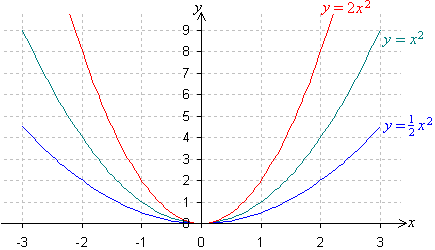 y
y = 2x²
y = x²
y = ½x²
9
8
7
6
5
4
3
2
1
0
x
-3 -2 -1 0 1 2 3